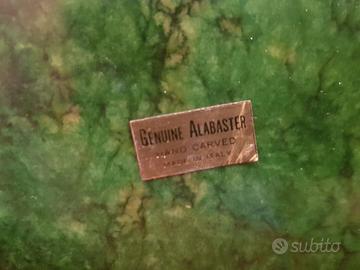 GENUINE ALABASTER
HAND CARVED
MADE IN ITALY
subito